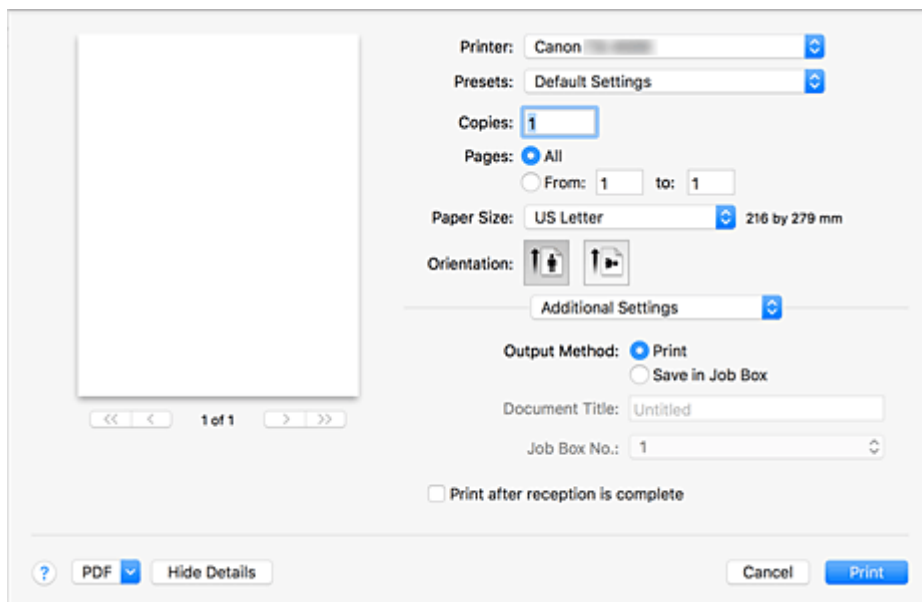 Printer: Canon
Presets: Default Settings
Copies: 1
Pages: All
From: 1 to: 1
Paper Size: US Letter 216 by 279 mm
Orientation:
Additional Settings
Output Method: Print
Save in Job Box
Document Title: Untitled
Job Box No.: 1
Print after reception is complete
<< < 1 of 1 > >>
? PDF Hide Details Cancel Print